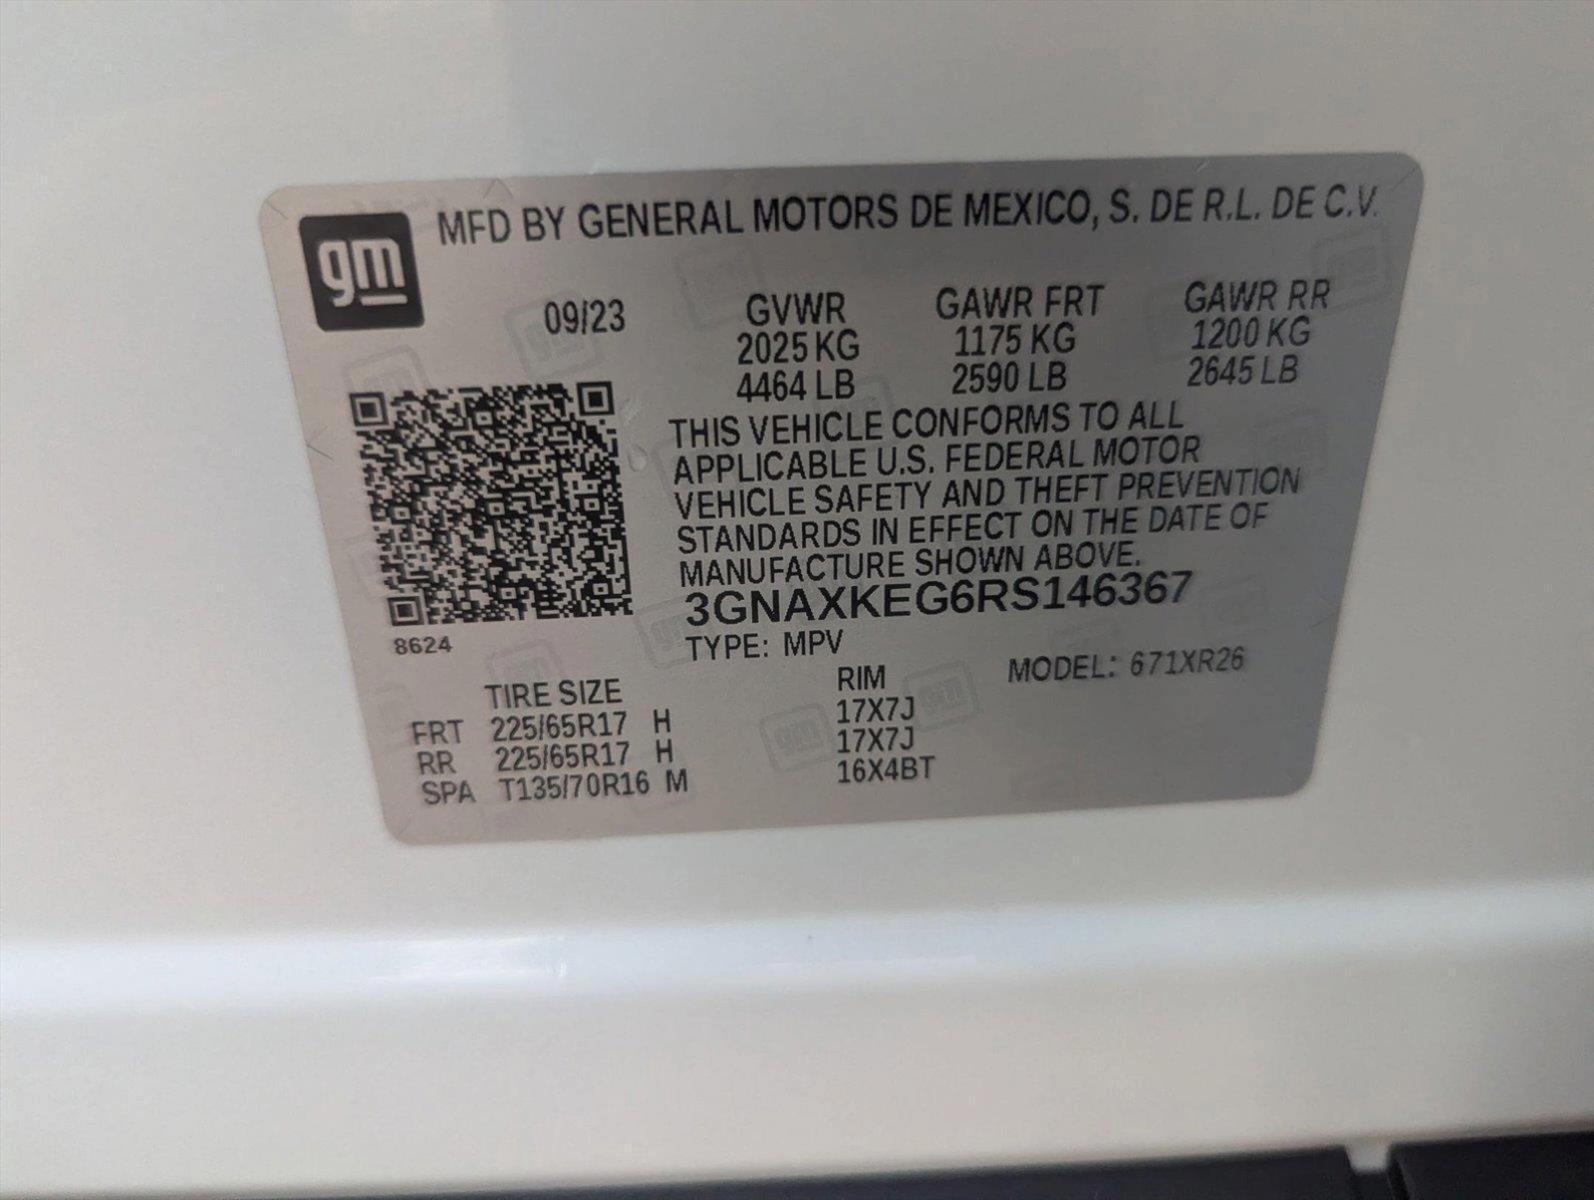 gm MFD BY GENERAL MOTORS DE MEXICO, S. DE R.L. DE C.V.
09/23 GVWR GAWR FRT GAWR RR
2025 KG 1175 KG 1200 KG
4464 LB 2590 LB 2645 LB
THIS VEHICLE CONFORMS TO ALL
APPLICABLE U.S. FEDERAL MOTOR
VEHICLE SAFETY AND THEFT PREVENTION
STANDARDS IN EFFECT ON THE DATE OF
MANUFACTURE SHOWN ABOVE.
3GNAXKEG6RS146367
8624 TYPE: MPV MODEL: 671XR26
TIRE SIZE RIM
FRT 225/65R17 H 17X7J
RR 225/65R17 H 17X7J
SPA T135/70R16 M 16X4BT